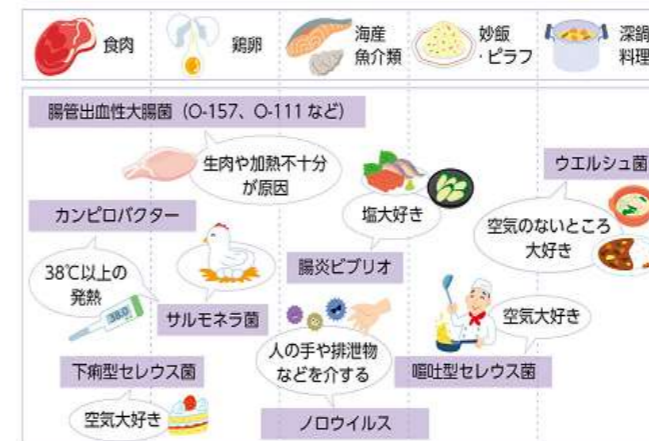 食肉
鶏卵
海産
魚介類
炒飯
・ピラフ
深鍋
料理
腸管出血性大腸菌（O-157、O-111 など）
生肉や加熱不十分
が原因
ウエルシュ菌
カンピロバクター
塩大好き
空気のないところ
大好き
腸炎ビブリオ
38℃以上の
発熱
38.0
サルモネラ菌
空気大好き
人の手や排泄物
などを介する
下痢型セレウス菌
嘔吐型セレウス菌
空気大好き
ノロウイルス